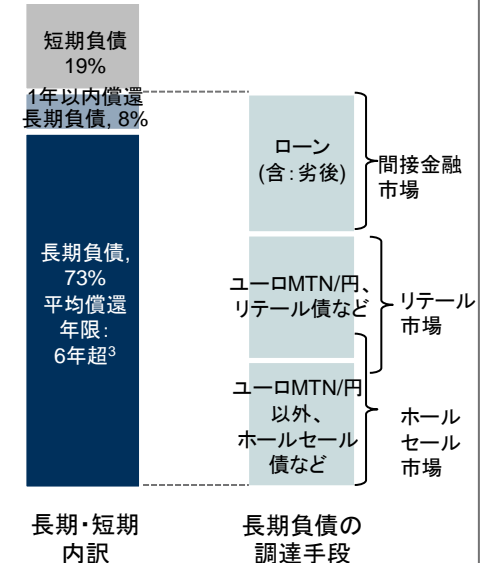 短期負債
19%
1年以内償還
長期負債, 8%
長期負債,
73%
平均償還
年限:
6年超3
長期・短期
内訳
ローン
(含:劣後)
ユーロMTN/円、
リテール債など
ユーロMTN/円
以外、
ホールセール
債など
長期負債の
調達手段
間接金融
市場
リテール
市場
ホール
セール
市場